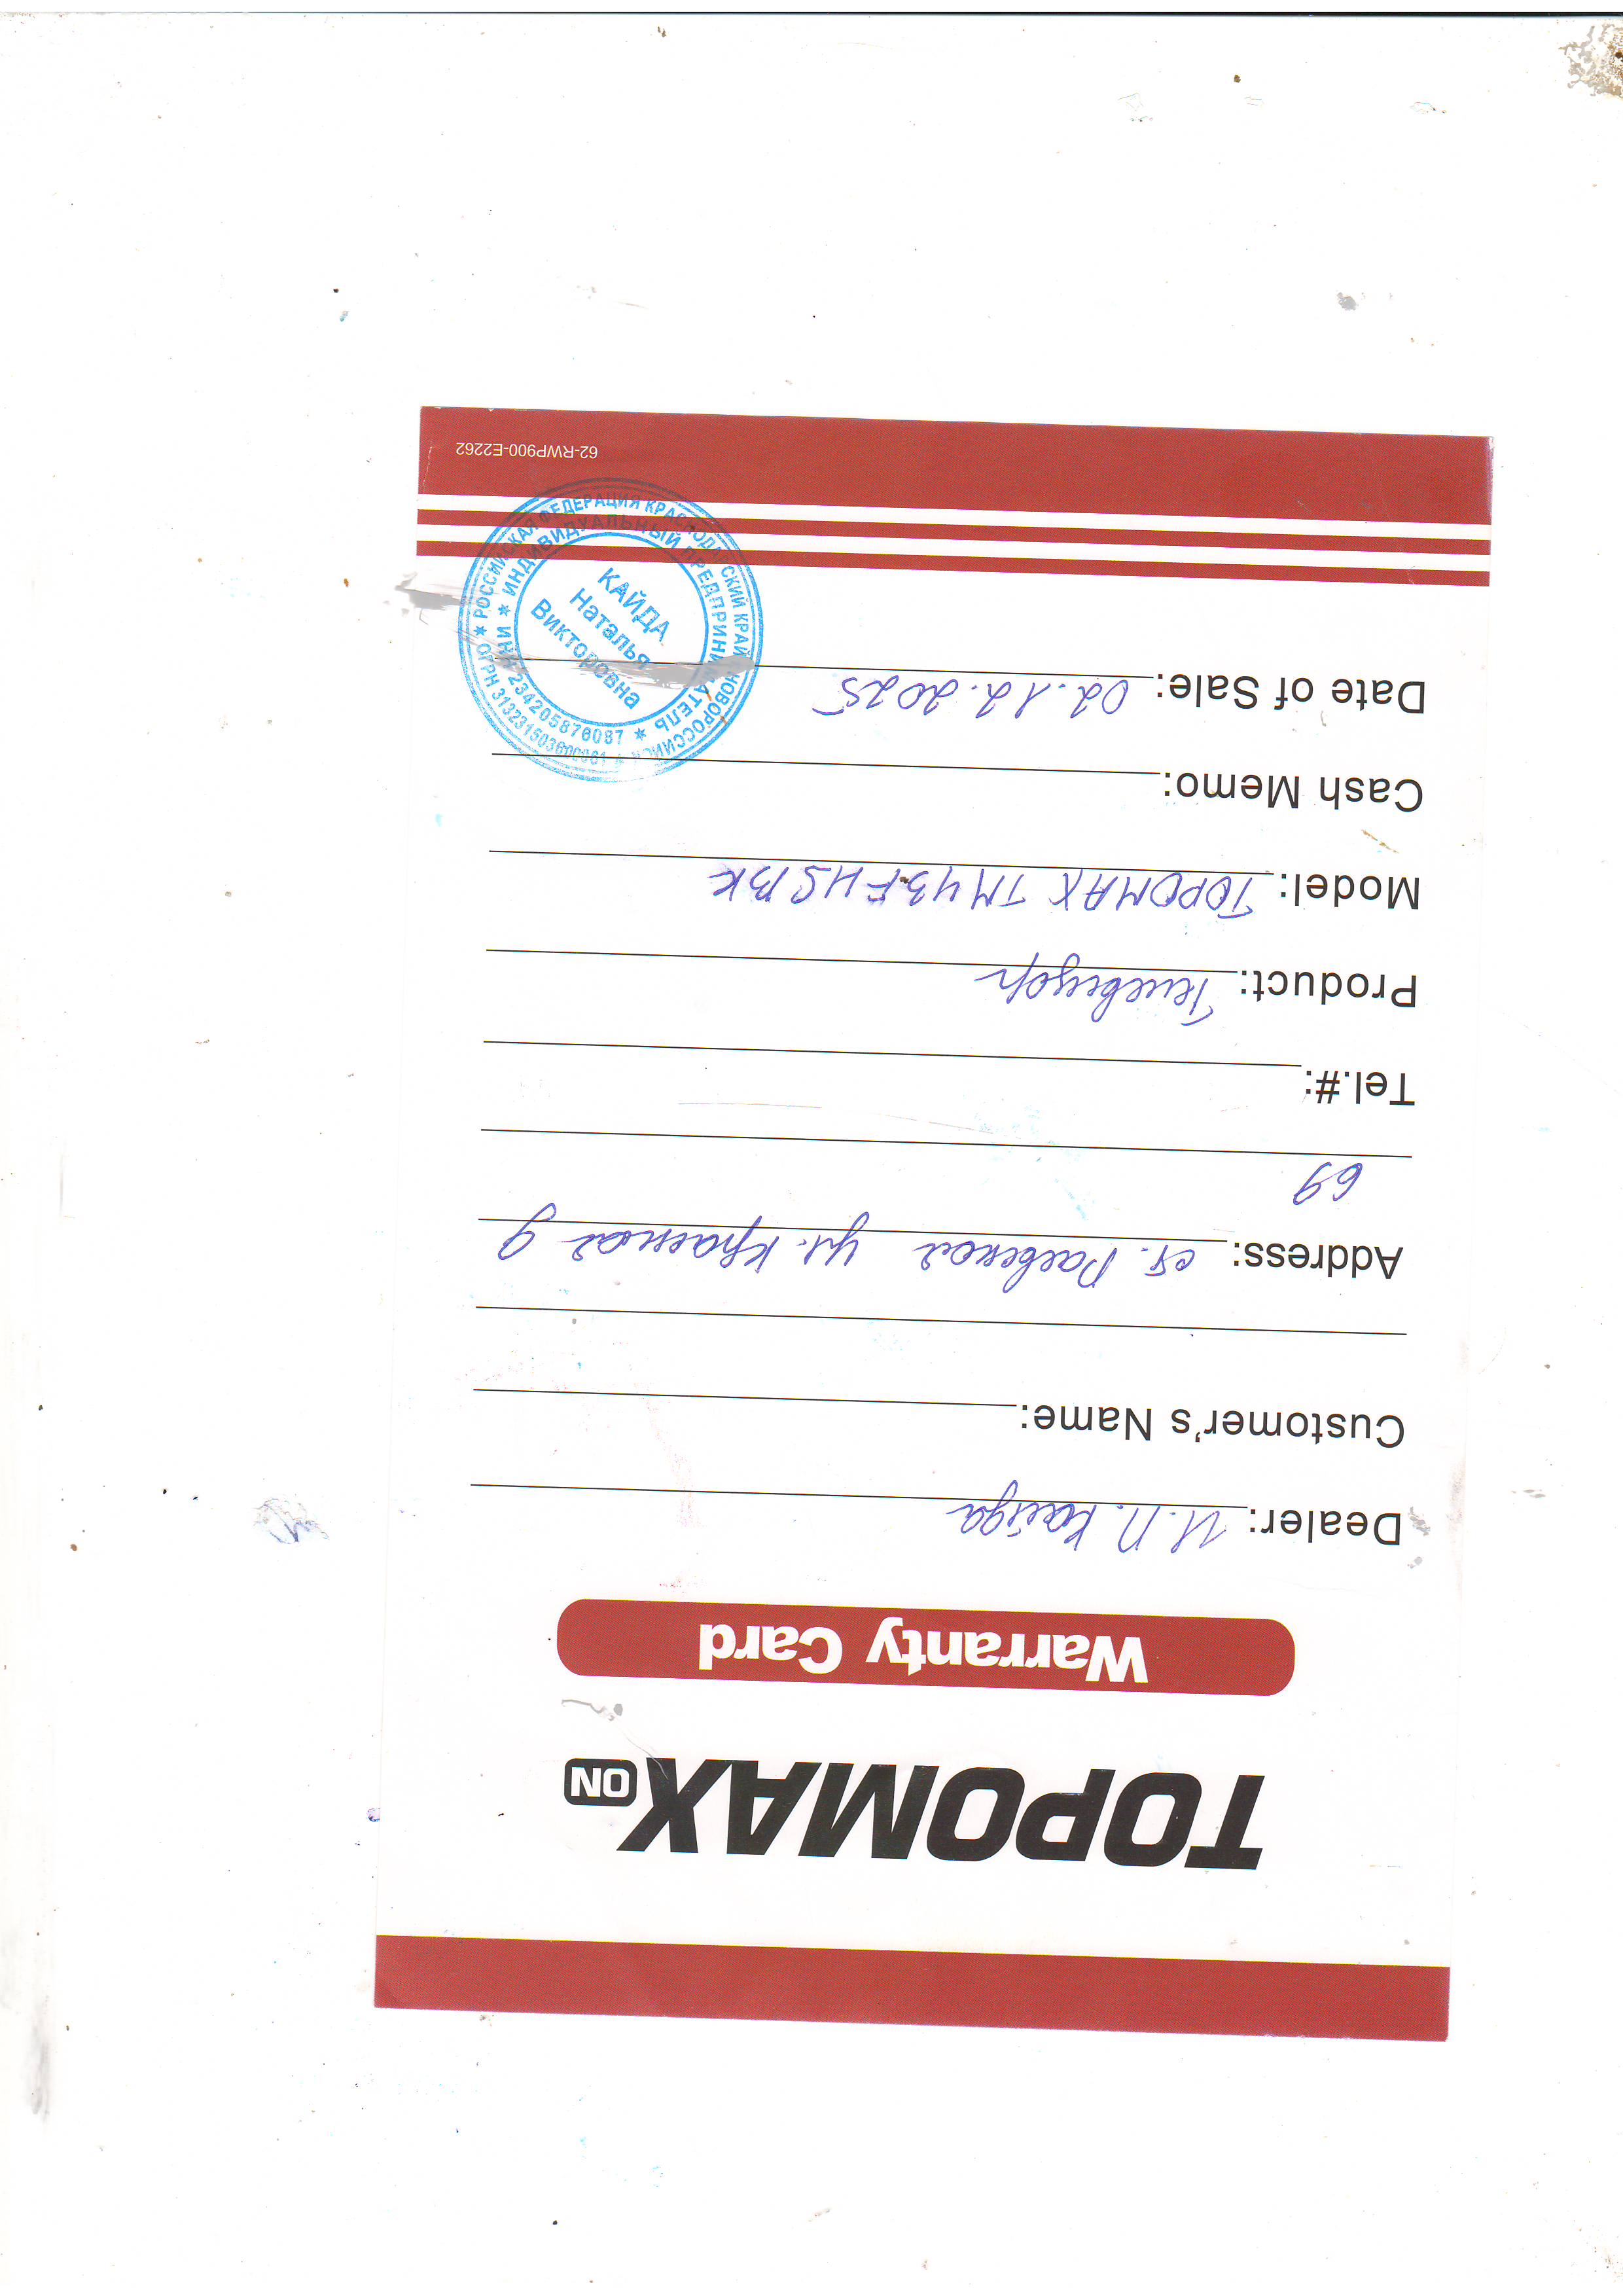 TOPOMAX ON
Warranty Card
Dealer: И.П. Кайда
Customer's Name:
Address: ст. Раевская ул. Красная д
69
Tel.#:
Product: Телевизор
Model: TOPOMAX TM43FHSBK
Cash Memo:
Date of Sale: 02.12.2025
РОССИЙСКАЯ ФЕДЕРАЦИЯ КРАСНОДАРСКИЙ КРАЙ НОВОРОССИЙСК
ИНДИВИДУАЛЬНЫЙ ПРЕДПРИНИМАТЕЛЬ
КАЙДА
Наталья
Викторовна
62-RWP900-E2262